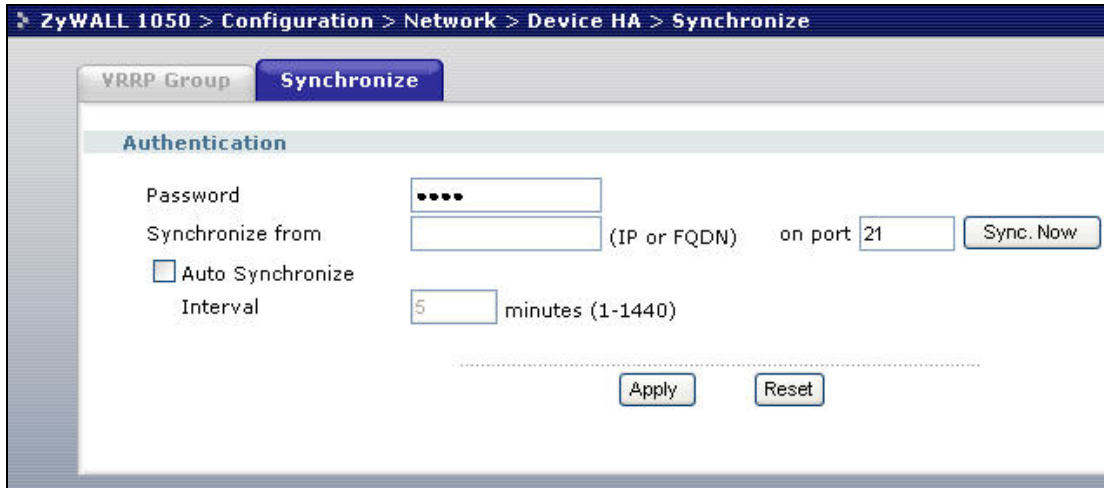 ZyWALL 1050 > Configuration > Network > Device HA > Synchronize
VRRP Group Synchronize
Authentication
Password ••••
Synchronize from (IP or FQDN) on port 21 Sync. Now
Auto Synchronize
Interval 5 minutes (1-1440)
Apply Reset